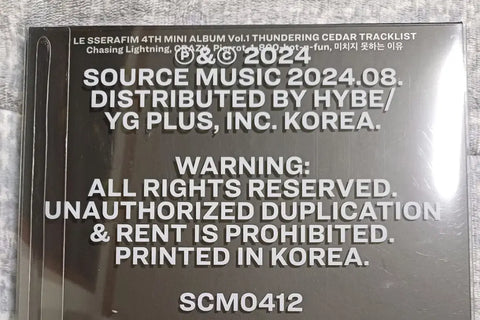 LE SSERAFIM 4TH MINI ALBUM Vol.1 THUNDERING CEDAR TRACKLIST
Chasing Lightning, CRAZY, Pierrot, 1-800-hot-n-fun, 미치지 못하는 이유
Ⓟ&© 2024
SOURCE MUSIC 2024.08.
DISTRIBUTED BY HYBE/
YG PLUS, INC. KOREA.
WARNING:
ALL RIGHTS RESERVED.
UNAUTHORIZED DUPLICATION
& RENT IS PROHIBITED.
PRINTED IN KOREA.
SCM0412